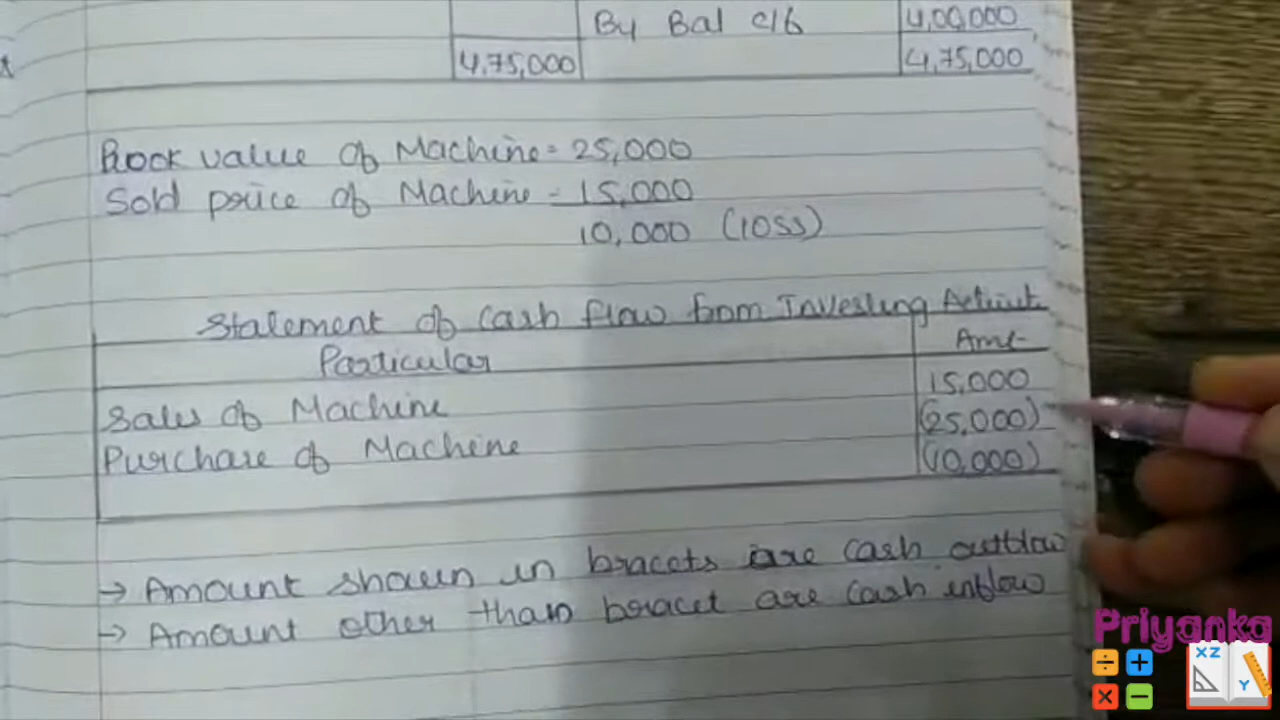 By Bal c/b 4,00,000
4,75,000 4,75,000
Book value of Machine = 25,000
Sold price of Machine = 15,000
10,000 (loss)
Statement of cash flow from Investing Activit
Particular Amt
Sales of Machine 15,000
Purchase of Machine (25,000)
(10,000)
→ Amount shown in bracets are cash outflow
→ Amount other than bracet are cash inflow
Priyanka
XZ
Y